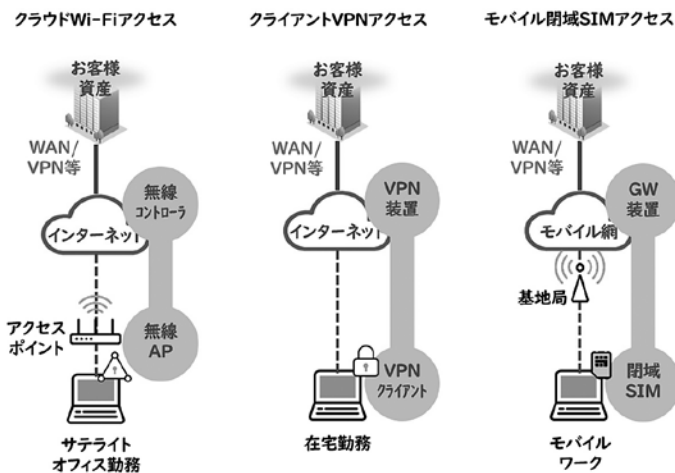 クラウドWi-Fiアクセス
お客様
資産
WAN/
VPN等
無線
コントローラ
インターネット
アクセス
ポイント
無線
AP
サテライト
オフィス勤務
クライアントVPNアクセス
お客様
資産
WAN/
VPN等
VPN
装置
インターネット
VPN
クライアント
在宅勤務
モバイル閉域SIMアクセス
お客様
資産
WAN/
VPN等
GW
装置
モバイル網
基地局
閉域
SIM
モバイル
ワーク